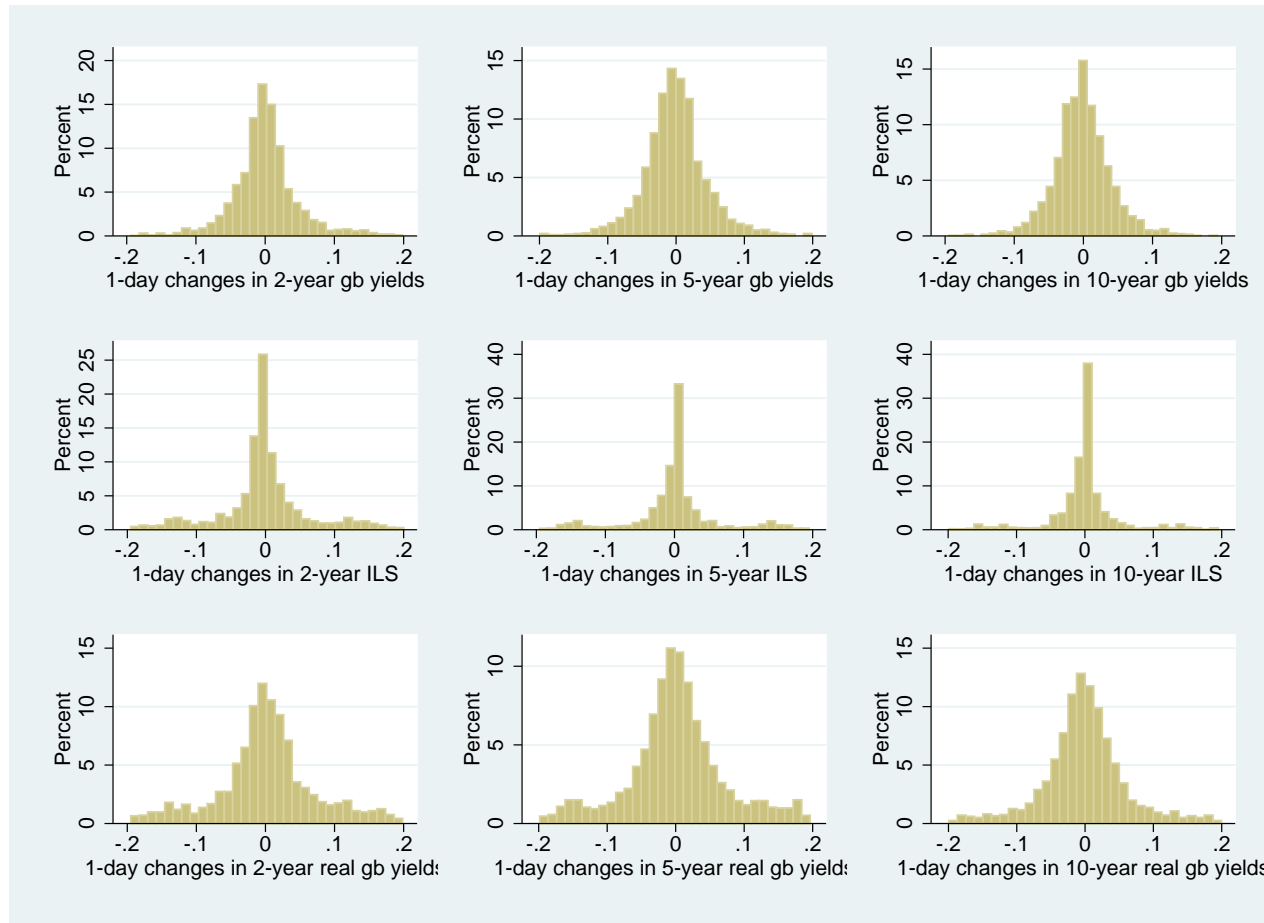 Percent
0 5 10 15 20
-.2 -.1 0 .1 .2
1-day changes in 2-year gb yields
Percent
0 5 10 15
-.2 -.1 0 .1 .2
1-day changes in 5-year gb yields
Percent
0 5 10 15
-.2 -.1 0 .1 .2
1-day changes in 10-year gb yields
Percent
0 5 10 15 20 25
-.2 -.1 0 .1 .2
1-day changes in 2-year ILS
Percent
0 10 20 30 40
-.2 -.1 0 .1 .2
1-day changes in 5-year ILS
Percent
0 10 20 30 40
-.2 -.1 0 .1 .2
1-day changes in 10-year ILS
Percent
0 5 10 15
-.2 -.1 0 .1 .2
1-day changes in 2-year real gb yields
Percent
0 5 10
-.2 -.1 0 .1 .2
1-day changes in 5-year real gb yields
Percent
0 5 10 15
-.2 -.1 0 .1 .2
1-day changes in 10-year real gb yields